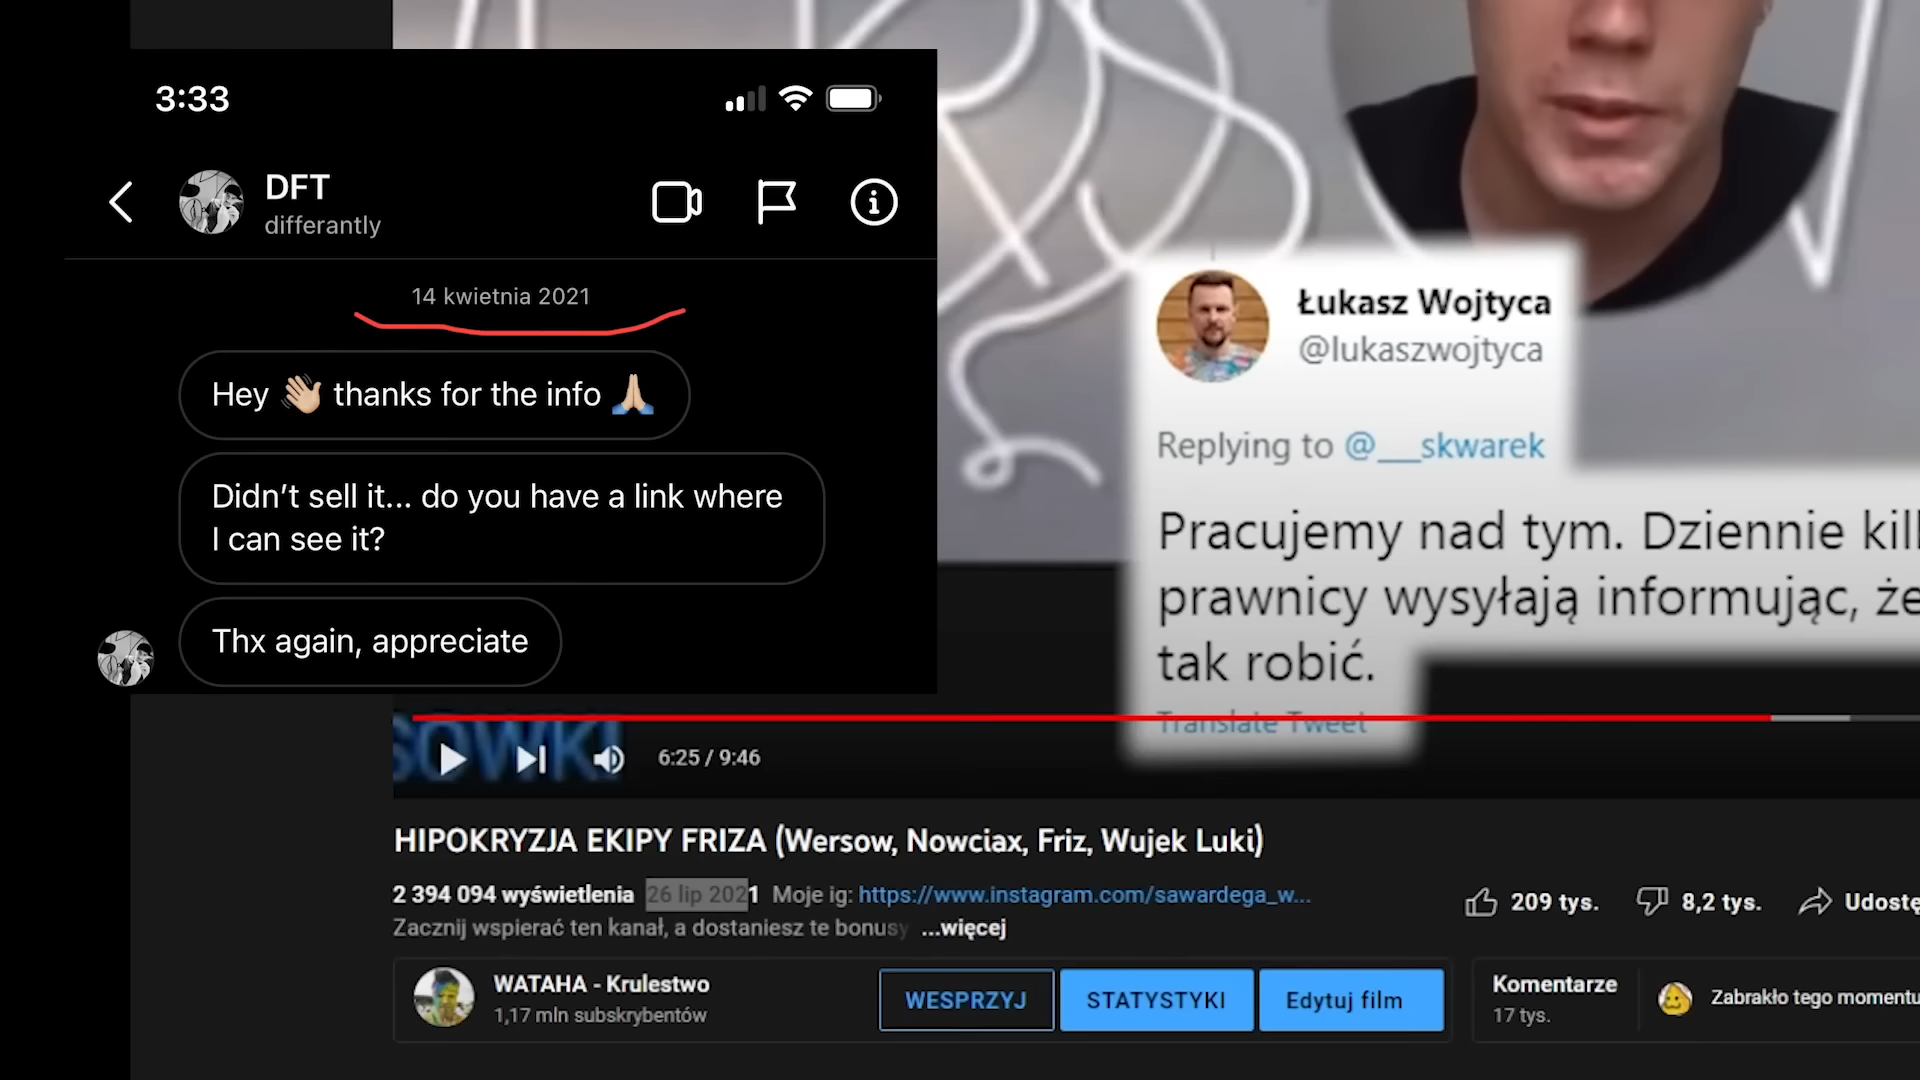 3:33
DFT
differantly
14 kwietnia 2021
Hey 👋🏼 thanks for the info 🙏🏼
Didn't sell it... do you have a link where
I can see it?
Thx again, appreciate
Łukasz Wojtyca
@lukaszwojtyca
Replying to @___skwarek
Pracujemy nad tym. Dziennie
prawnicy wysyłają informując, że
tak robić.
Translate Tweet
6:25 / 9:46
HIPOKRYZJA EKIPY FRIZA (Wersow, Nowciax, Friz, Wujek Luki)
2 394 094 wyświetlenia 26 lip 2021 Moje ig: https://www.instagram.com/sawardega_w...
Zacznij wspierać ten kanał, a dostaniesz te bonusy ...więcej
209 tys. 8,2 tys.
WATAHA - Krulestwo
1,17 mln subskrybentów
WESPRZYJ STATYSTYKI Edytuj film
Komentarze
17 tys.
Zabrakło tego momentu